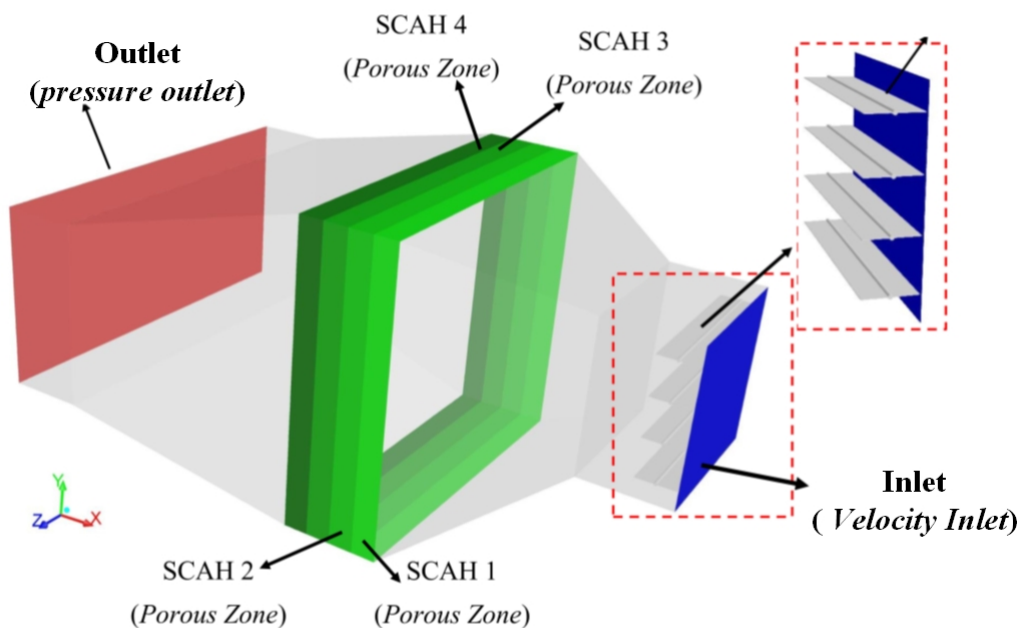 SCAH 4
(Porous Zone)
SCAH 3
(Porous Zone)
Outlet
(pressure outlet)
Inlet
( Velocity Inlet)
Y
Z
X
SCAH 2
(Porous Zone)
SCAH 1
(Porous Zone)